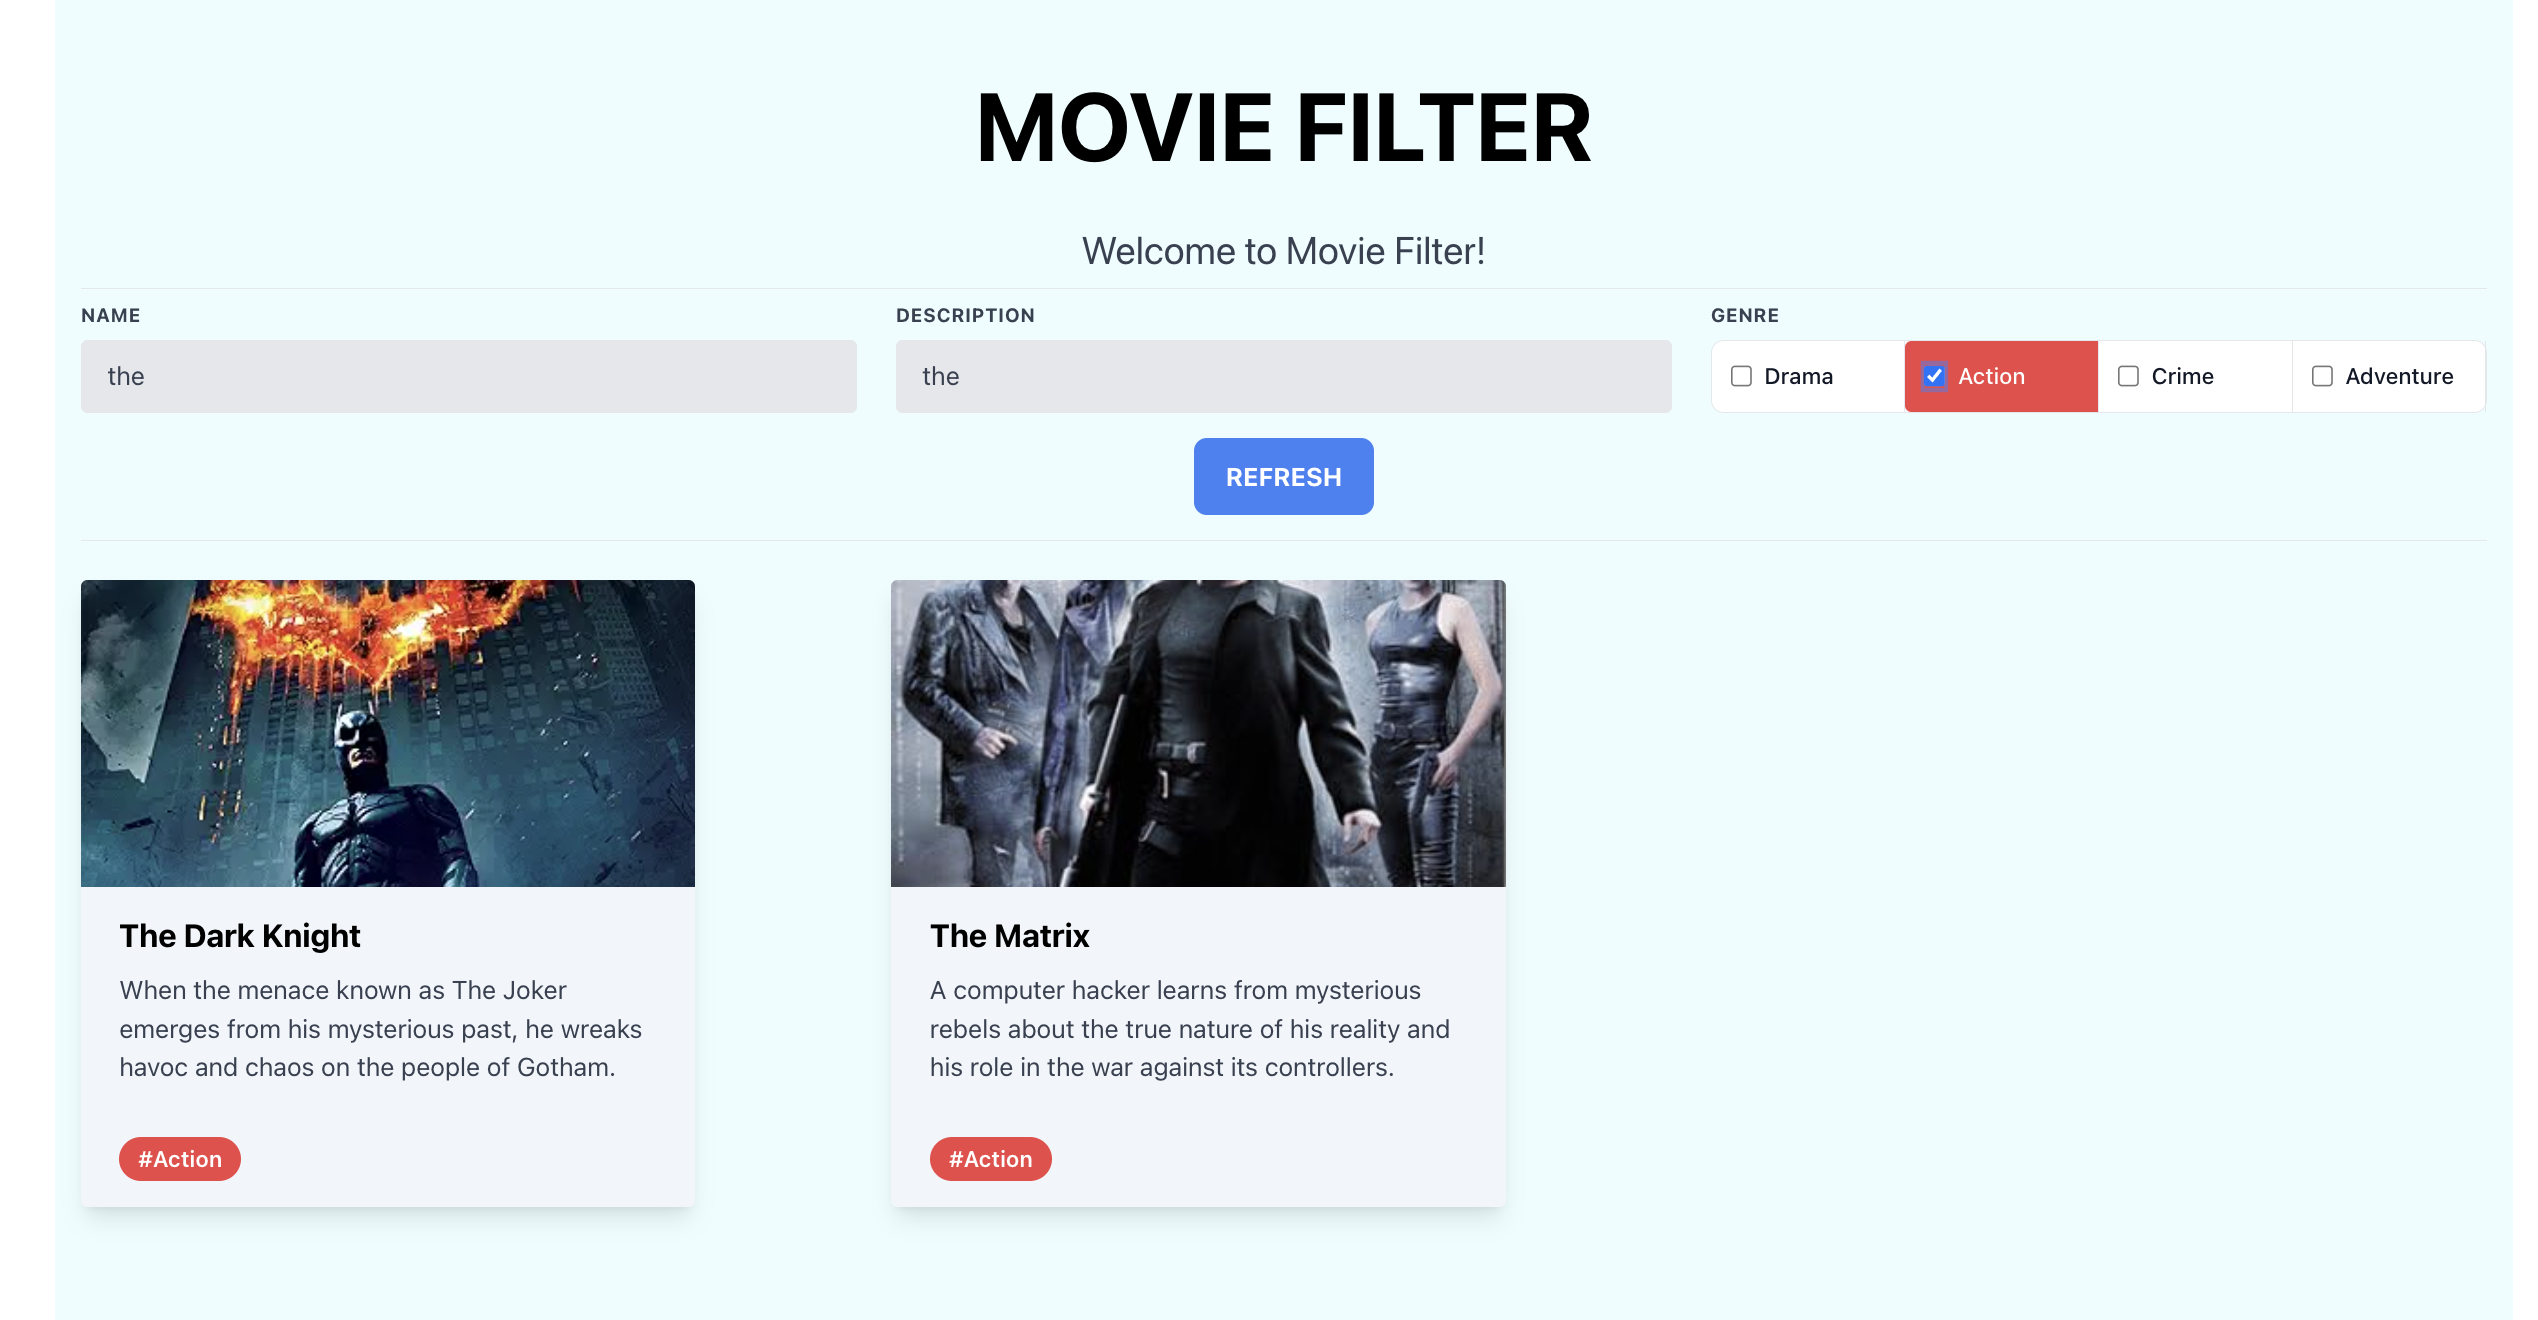 MOVIE FILTER
Welcome to Movie Filter!
NAME
DESCRIPTION
GENRE
the
the
Drama
Action
Crime
Adventure
REFRESH
The Dark Knight
When the menace known as The Joker
emerges from his mysterious past, he wreaks
havoc and chaos on the people of Gotham.
#Action
The Matrix
A computer hacker learns from mysterious
rebels about the true nature of his reality and
his role in the war against its controllers.
#Action